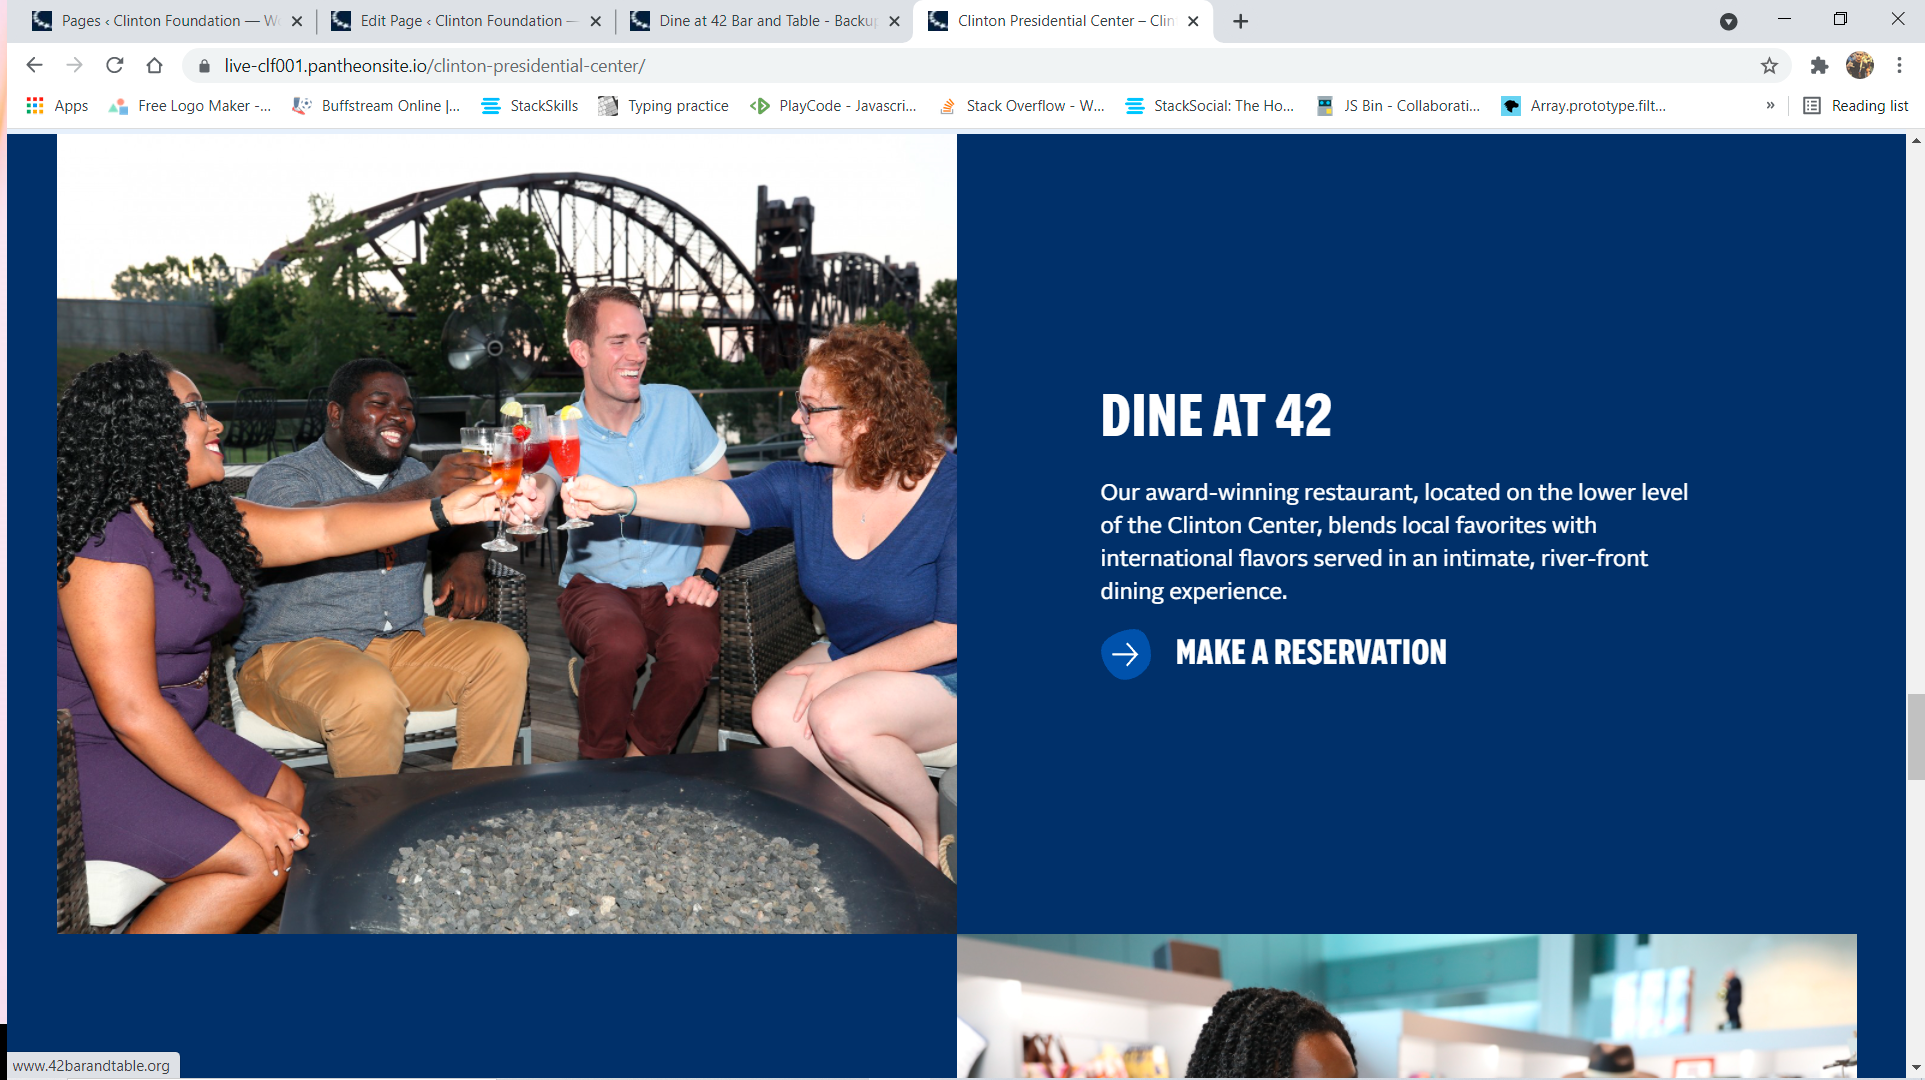 Pages ‹ Clinton Foundation — W
Edit Page ‹ Clinton Foundation —
Dine at 42 Bar and Table - Backu
Clinton Presidential Center – Clin
live-clf001.pantheonsite.io/clinton-presidential-center/
Apps
Free Logo Maker -...
Buffstream Online |...
StackSkills
Typing practice
PlayCode - Javascri...
Stack Overflow - W...
StackSocial: The Ho...
JS Bin - Collaborati...
Array.prototype.filt...
»
Reading list
DINE AT 42
Our award-winning restaurant, located on the lower level
of the Clinton Center, blends local favorites with
international flavors served in an intimate, river-front
dining experience.
MAKE A RESERVATION
www.42barandtable.org